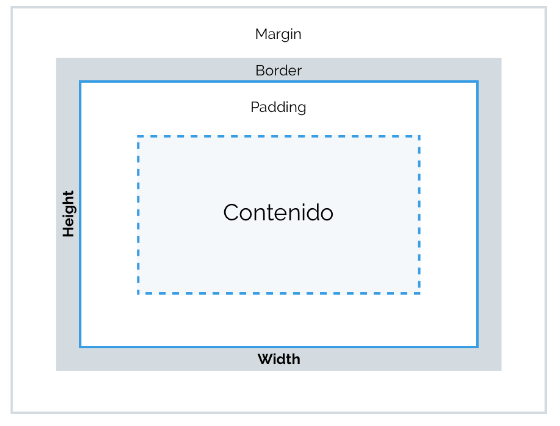 Margin
Border
Padding
Contenido
Height
Width